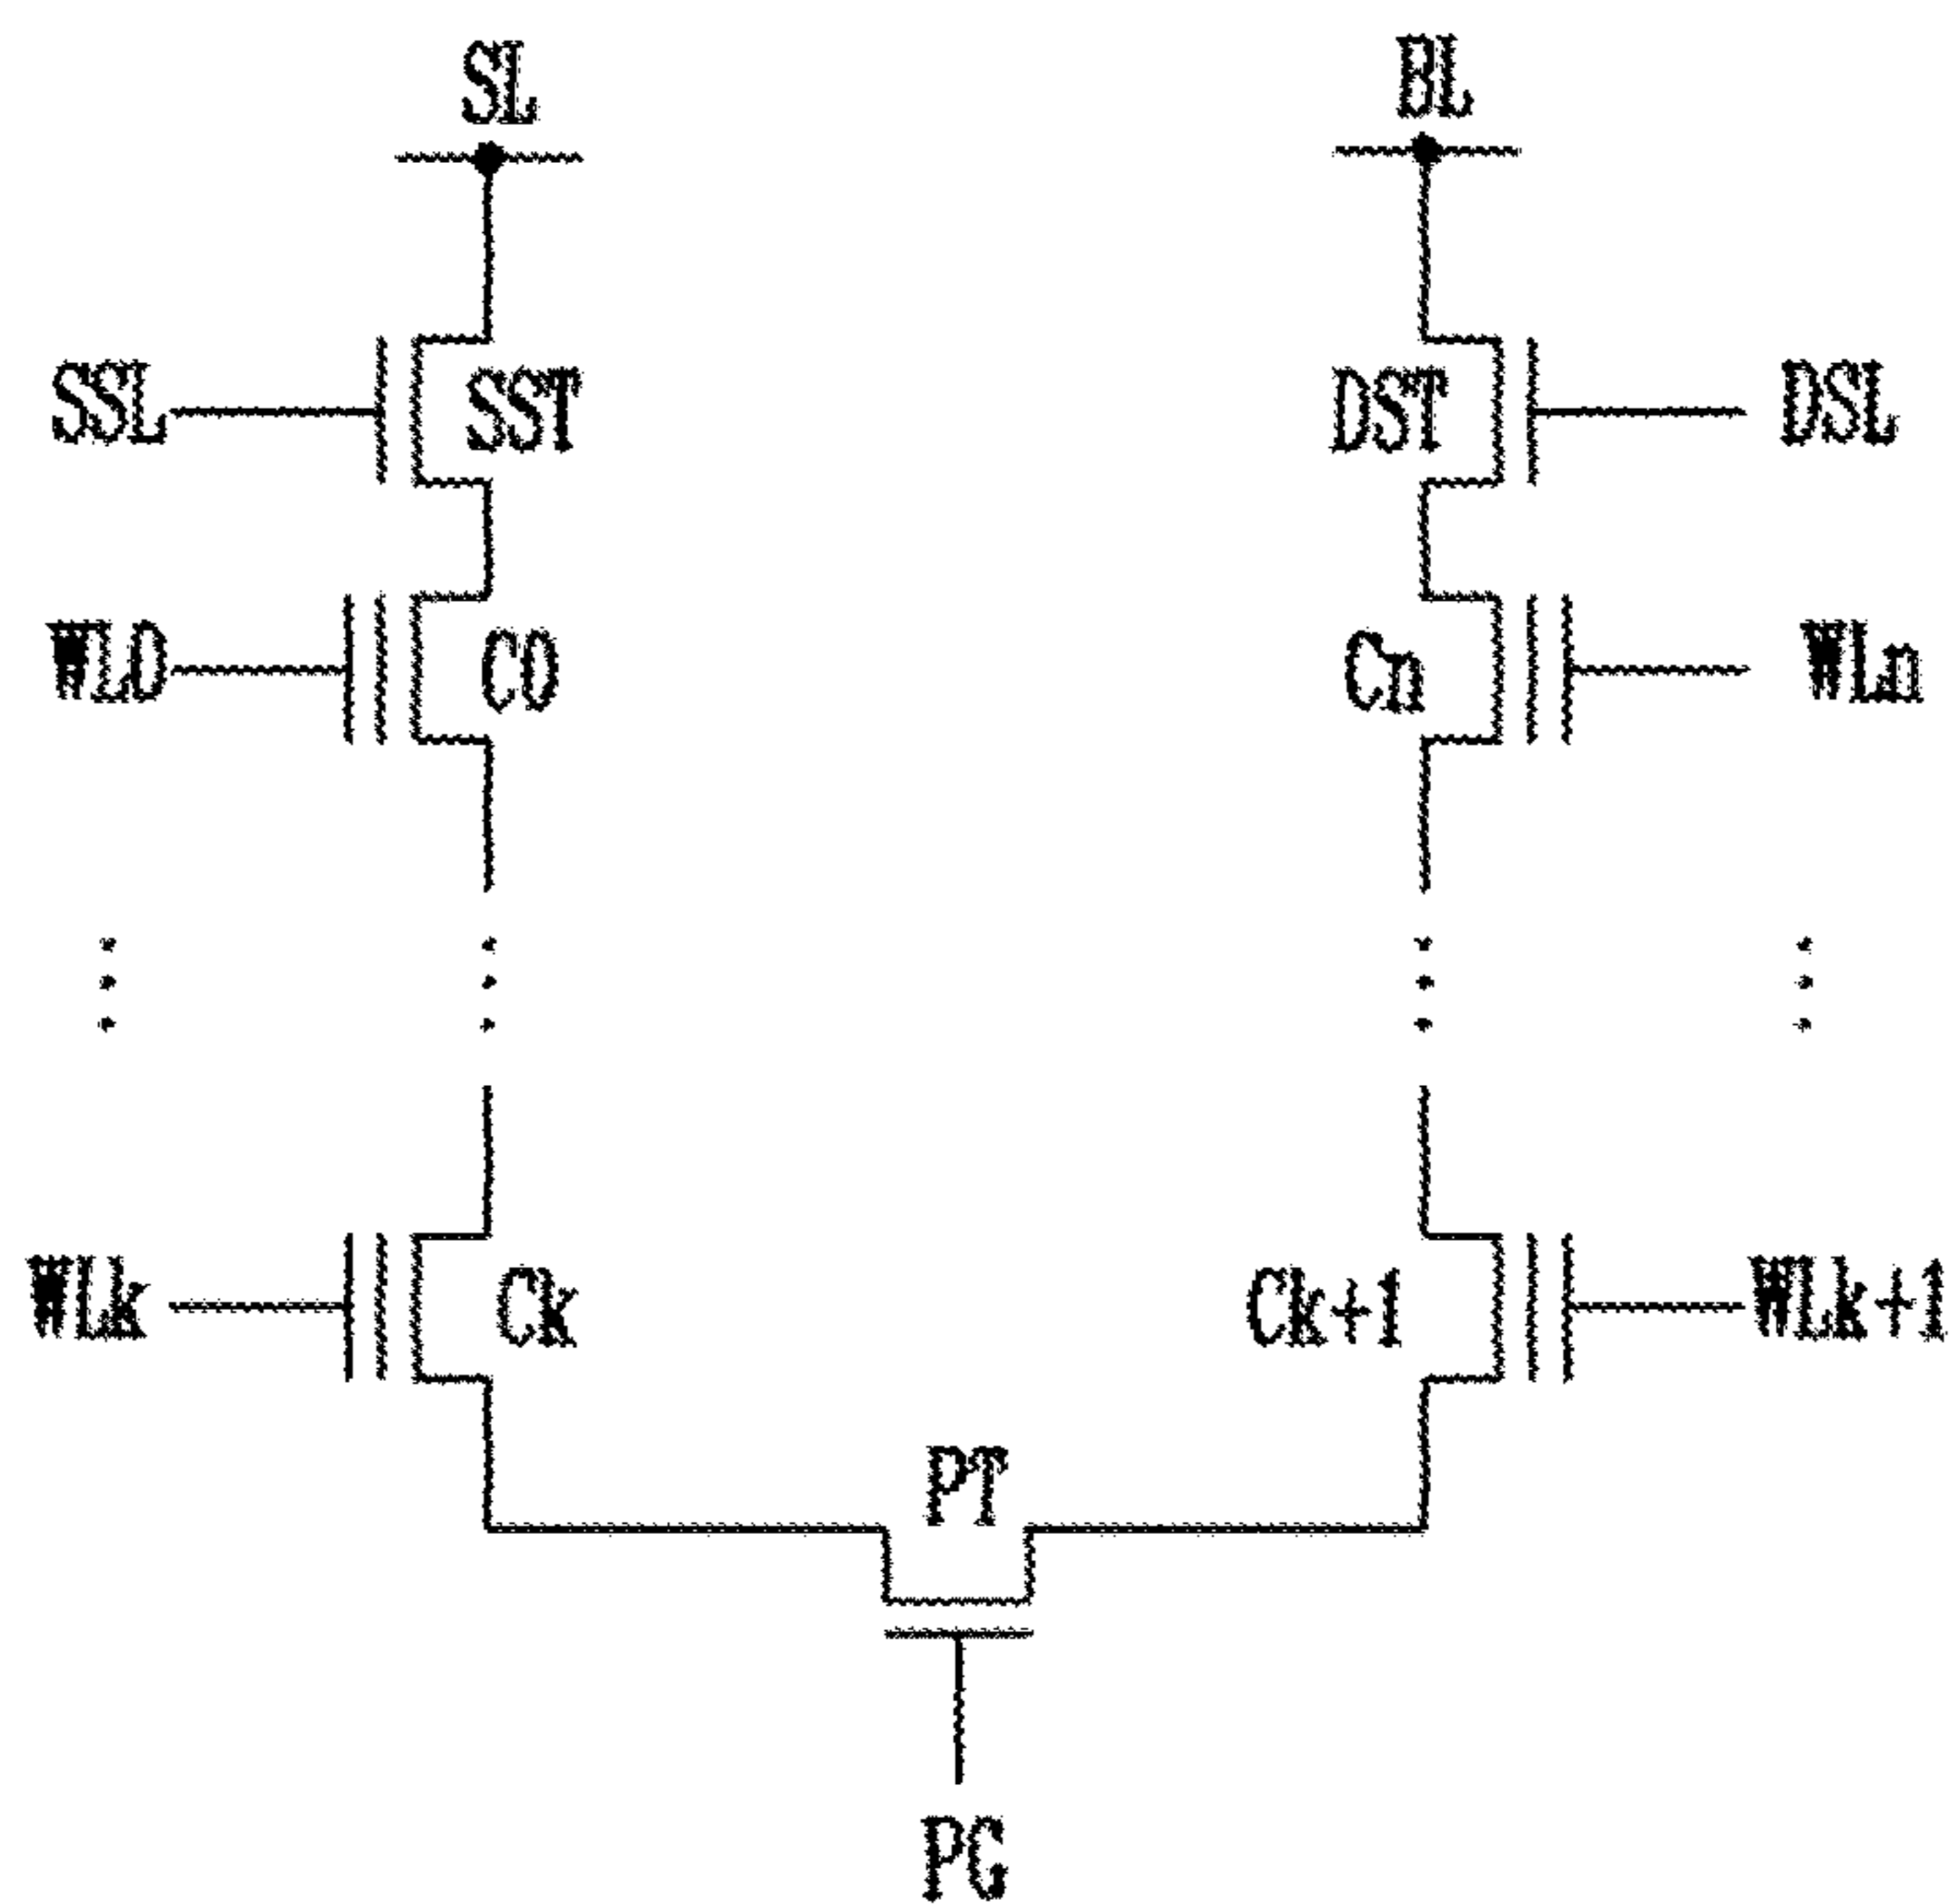 SL BL
SSL SST DST DSL
WL0 C0 Cn WLn
WLk Ck Ck+1 WLk+1
PT
PG